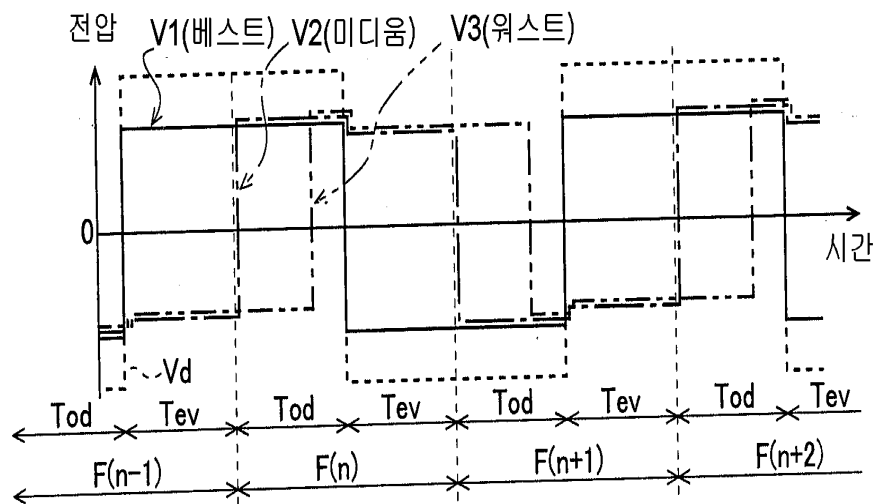 전압
V1(베스트)
V2(미디움)
V3(워스트)
0
시간
Vd
Tod Tev Tod Tev Tod Tev Tod Tev
F(n-1) F(n) F(n+1) F(n+2)